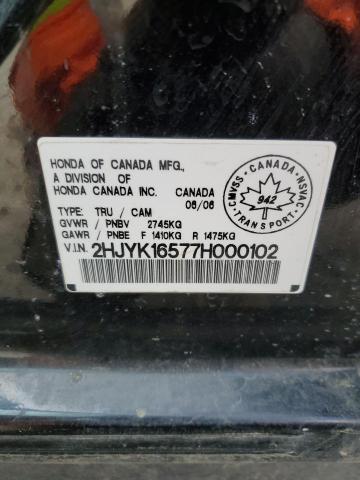 HONDA OF CANADA MFG.,
A DIVISION OF
HONDA CANADA INC. CANADA
06/06
TYPE: TRU / CAM
GVWR / PNBV 2745KG
GAWR / PNBE F 1410KG R 1475KG
V.I.N. 2HJYK16577H000102
CANADA
CMVSS NSVAC
942
TRANSPORT